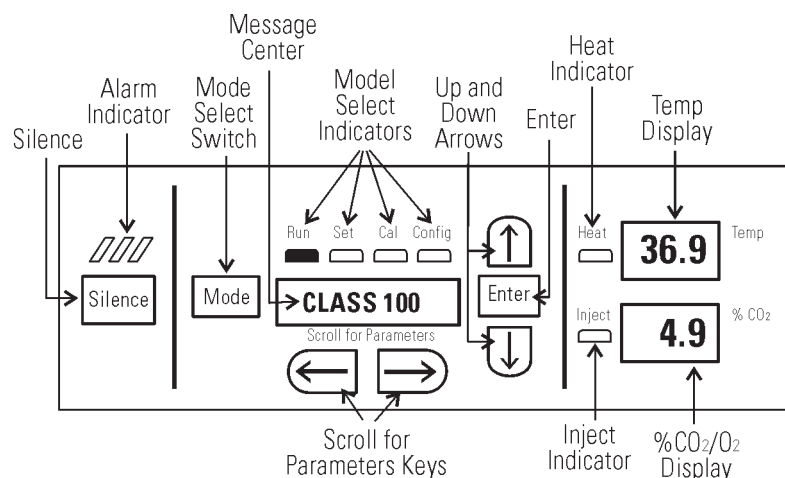 Message
Center
Alarm
Indicator
Mode
Select
Switch
Model
Select
Indicators
Up and
Down
Arrows
Enter
Heat
Indicator
Temp
Display
Silence
Run
Set
Cal
Config
Heat
36.9
Temp
Silence
Mode
CLASS 100
Enter
Inject
4.9
% CO₂
Scroll for Parameters
Scroll for
Parameters Keys
Inject
Indicator
%CO₂/O₂
Display